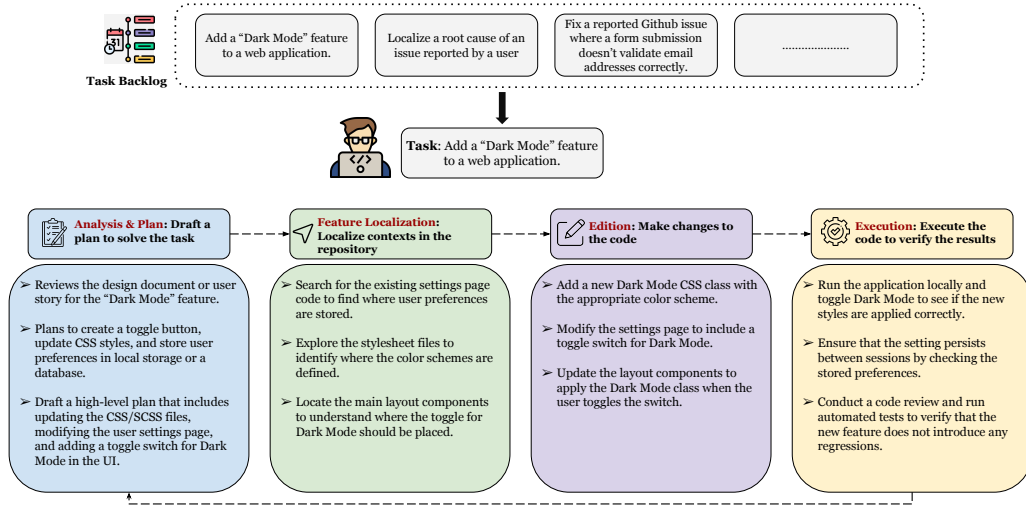 Task Backlog
Add a “Dark Mode” feature
to a web application.
Localize a root cause of an
issue reported by a user
Fix a reported Github issue
where a form submission
doesn't validate email
addresses correctly.
.....................
Task: Add a “Dark Mode” feature
to a web application.
Analysis & Plan: Draft a
plan to solve the task
➢ Reviews the design document or user
story for the “Dark Mode” feature.
➢ Plans to create a toggle button,
update CSS styles, and store user
preferences in local storage or a
database.
➢ Draft a high-level plan that includes
updating the CSS/SCSS files,
modifying the user settings page,
and adding a toggle switch for Dark
Mode in the UI.
Feature Localization:
Localize contexts in the
repository
➢ Search for the existing settings page
code to find where user preferences
are stored.
➢ Explore the stylesheet files to
identify where the color schemes are
defined.
➢ Locate the main layout components
to understand where the toggle for
Dark Mode should be placed.
Edition: Make changes to
the code
➢ Add a new Dark Mode CSS class with
the appropriate color scheme.
➢ Modify the settings page to include a
toggle switch for Dark Mode.
➢ Update the layout components to
apply the Dark Mode class when the
user toggles the switch.
Execution: Execute the
code to verify the results
➢ Run the application locally and
toggle Dark Mode to see if the new
styles are applied correctly.
➢ Ensure that the setting persists
between sessions by checking the
stored preferences.
➢ Conduct a code review and run
automated tests to verify that the
new feature does not introduce any
regressions.